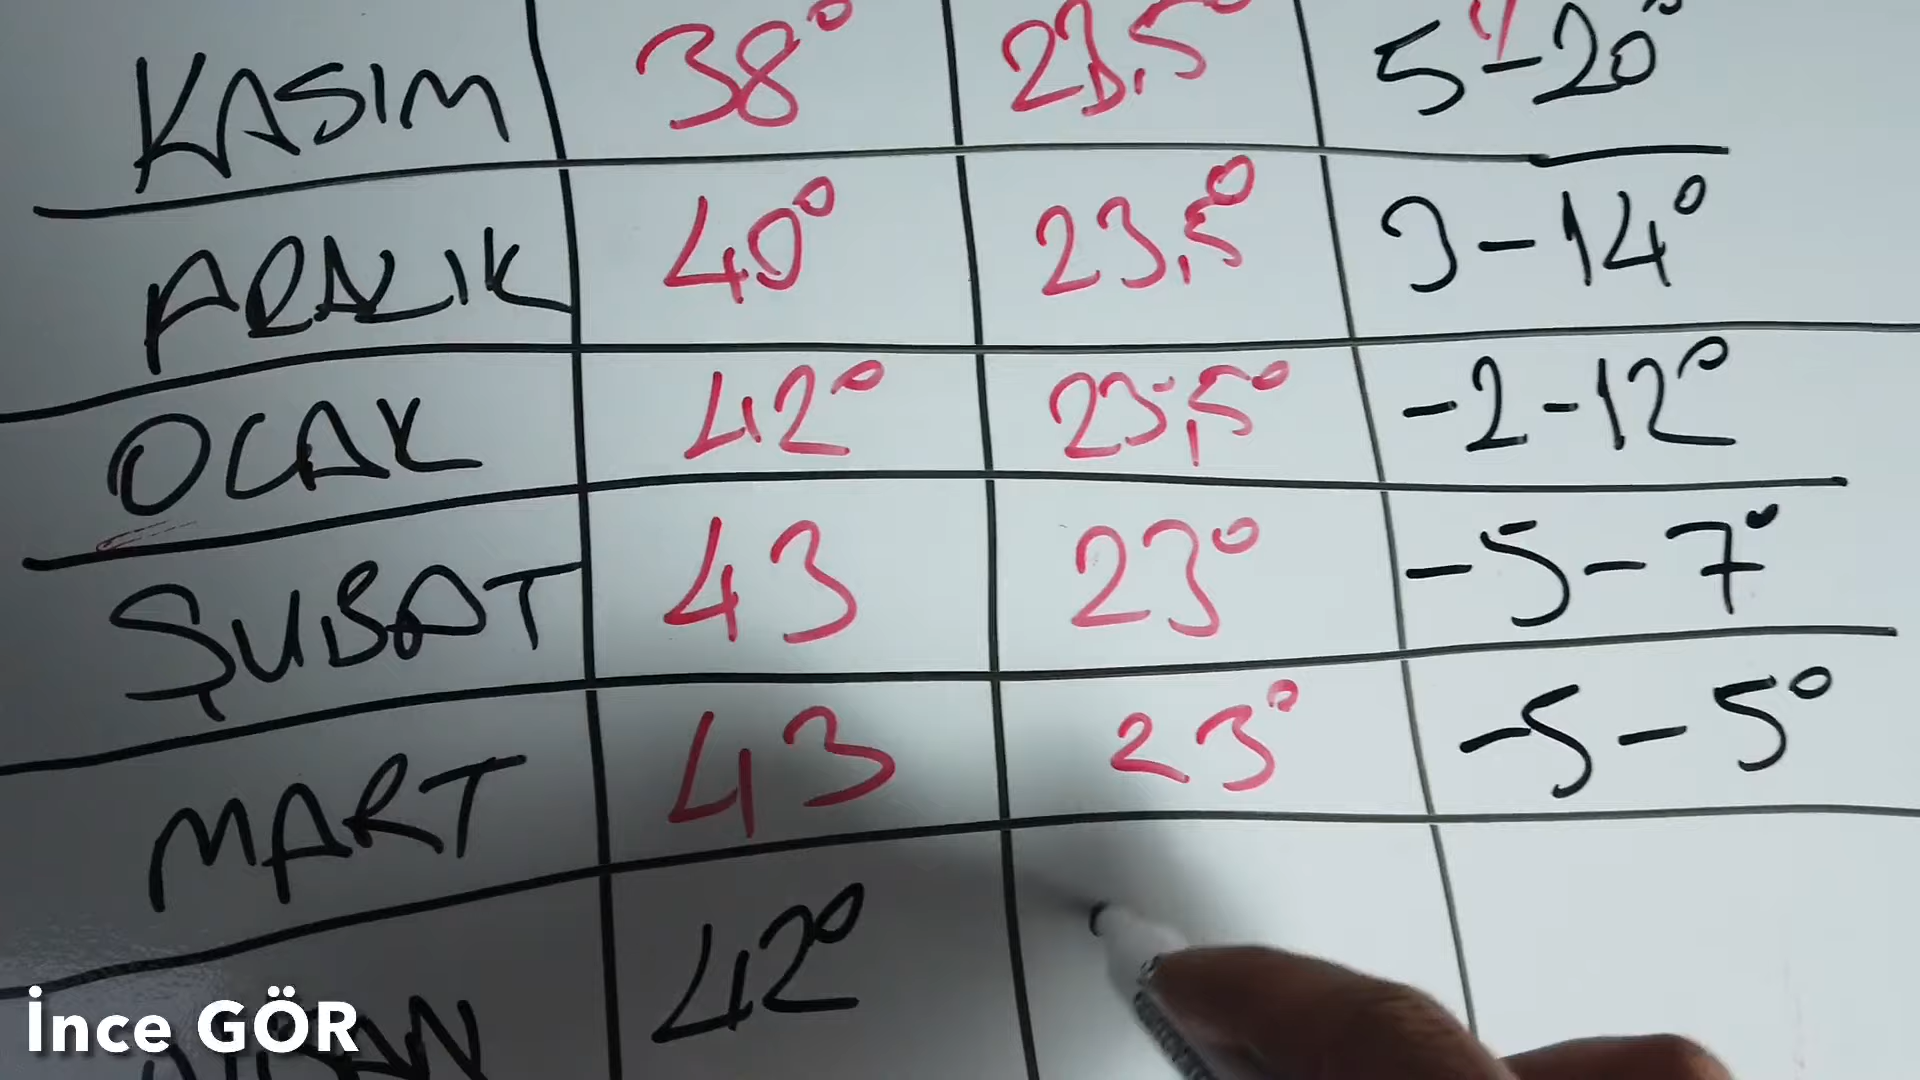 KASIM 38° 23,5° 5-20°
ARALIK 40° 23,5° 3-14°
OCAK 42° 23,5° -2-12°
ŞUBAT 43 23° -5-7°
MART 43 23° -5-5°
42°
İnce GÖR